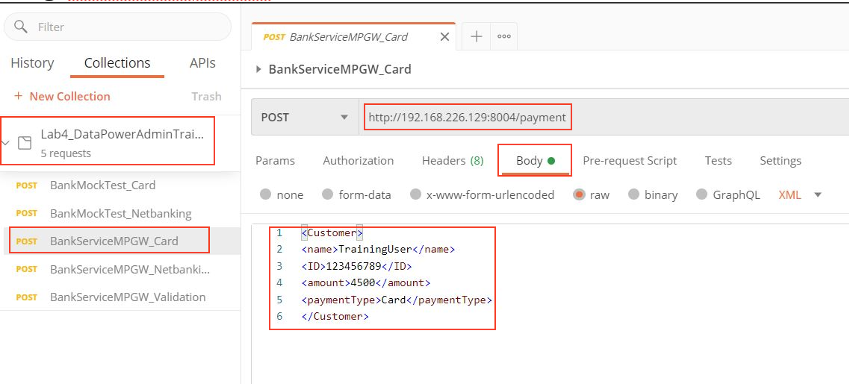 Filter
History Collections APIs
+ New Collection Trash
Lab4_DataPowerAdminTrai...
5 requests
POST BankMockTest_Card
POST BankMockTest_Netbanking
POST BankServiceMPGW_Card
POST BankServiceMPGW_Netbanki...
POST BankServiceMPGW_Validation
POST BankServiceMPGW_Card
BankServiceMPGW_Card
POST http://192.168.226.129:8004/payment
Params Authorization Headers (8) Body Pre-request Script Tests Settings
none form-data x-www-form-urlencoded raw binary GraphQL XML
1 <Customer>
2 <name>TrainingUser</name>
3 <ID>123456789</ID>
4 <amount>4500</amount>
5 <paymentType>Card</paymentType>
6 </Customer>